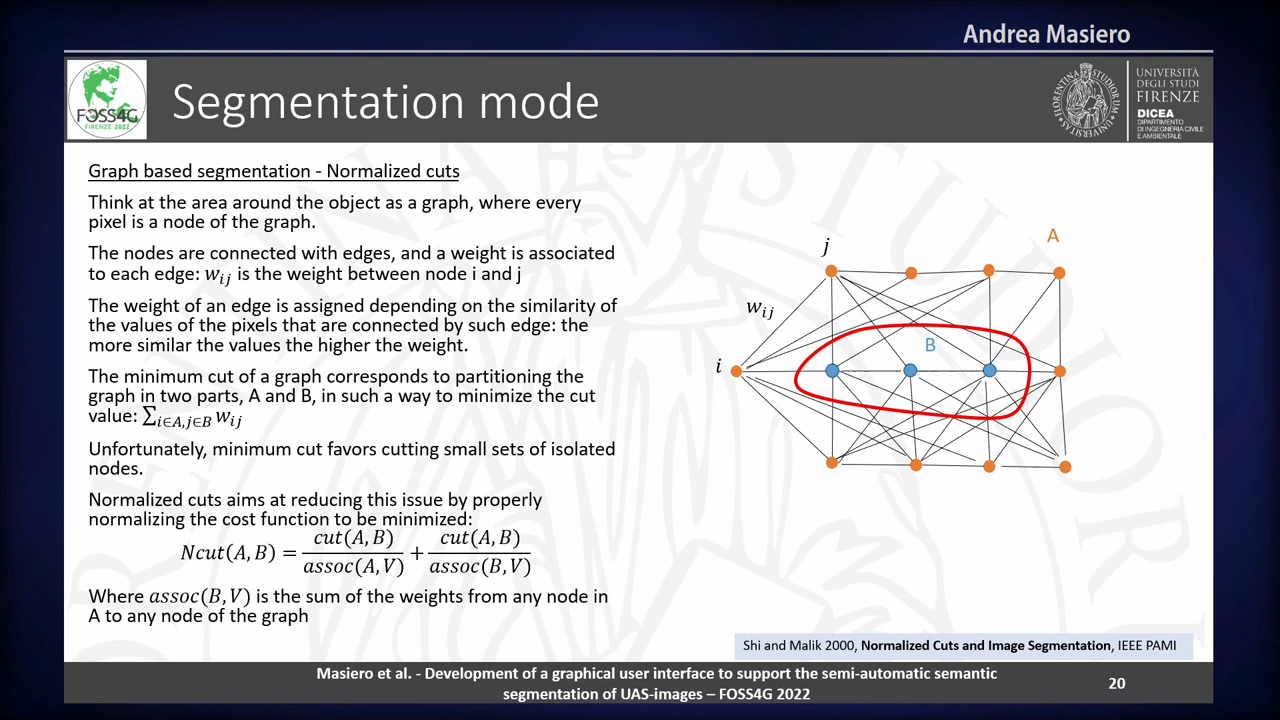 Andrea Masiero
FOSS4G
FIRENZE 2022
Segmentation mode
UNIVERSITÀ
DEGLI STUDI
FIRENZE
DICEA
DIPARTIMENTO
DI INGEGNERIA CIVILE
E AMBIENTALE
Graph based segmentation - Normalized cuts
Think at the area around the object as a graph, where every
pixel is a node of the graph.
The nodes are connected with edges, and a weight is associated
to each edge: w_{ij} is the weight between node i and j
The weight of an edge is assigned depending on the similarity of
the values of the pixels that are connected by such edge: the
more similar the values the higher the weight.
The minimum cut of a graph corresponds to partitioning the
graph in two parts, A and B, in such a way to minimize the cut
value: ∑_{i∈A,j∈B} w_{ij}
Unfortunately, minimum cut favors cutting small sets of isolated
nodes.
Normalized cuts aims at reducing this issue by properly
normalizing the cost function to be minimized:
Ncut(A, B) = cut(A, B)/assoc(A, V) + cut(A, B)/assoc(B, V)
Where assoc(B, V) is the sum of the weights from any node in
A to any node of the graph
A
j
w_{ij}
B
i
Shi and Malik 2000, Normalized Cuts and Image Segmentation, IEEE PAMI
Masiero et al. - Development of a graphical user interface to support the semi-automatic semantic
segmentation of UAS-images – FOSS4G 2022
20